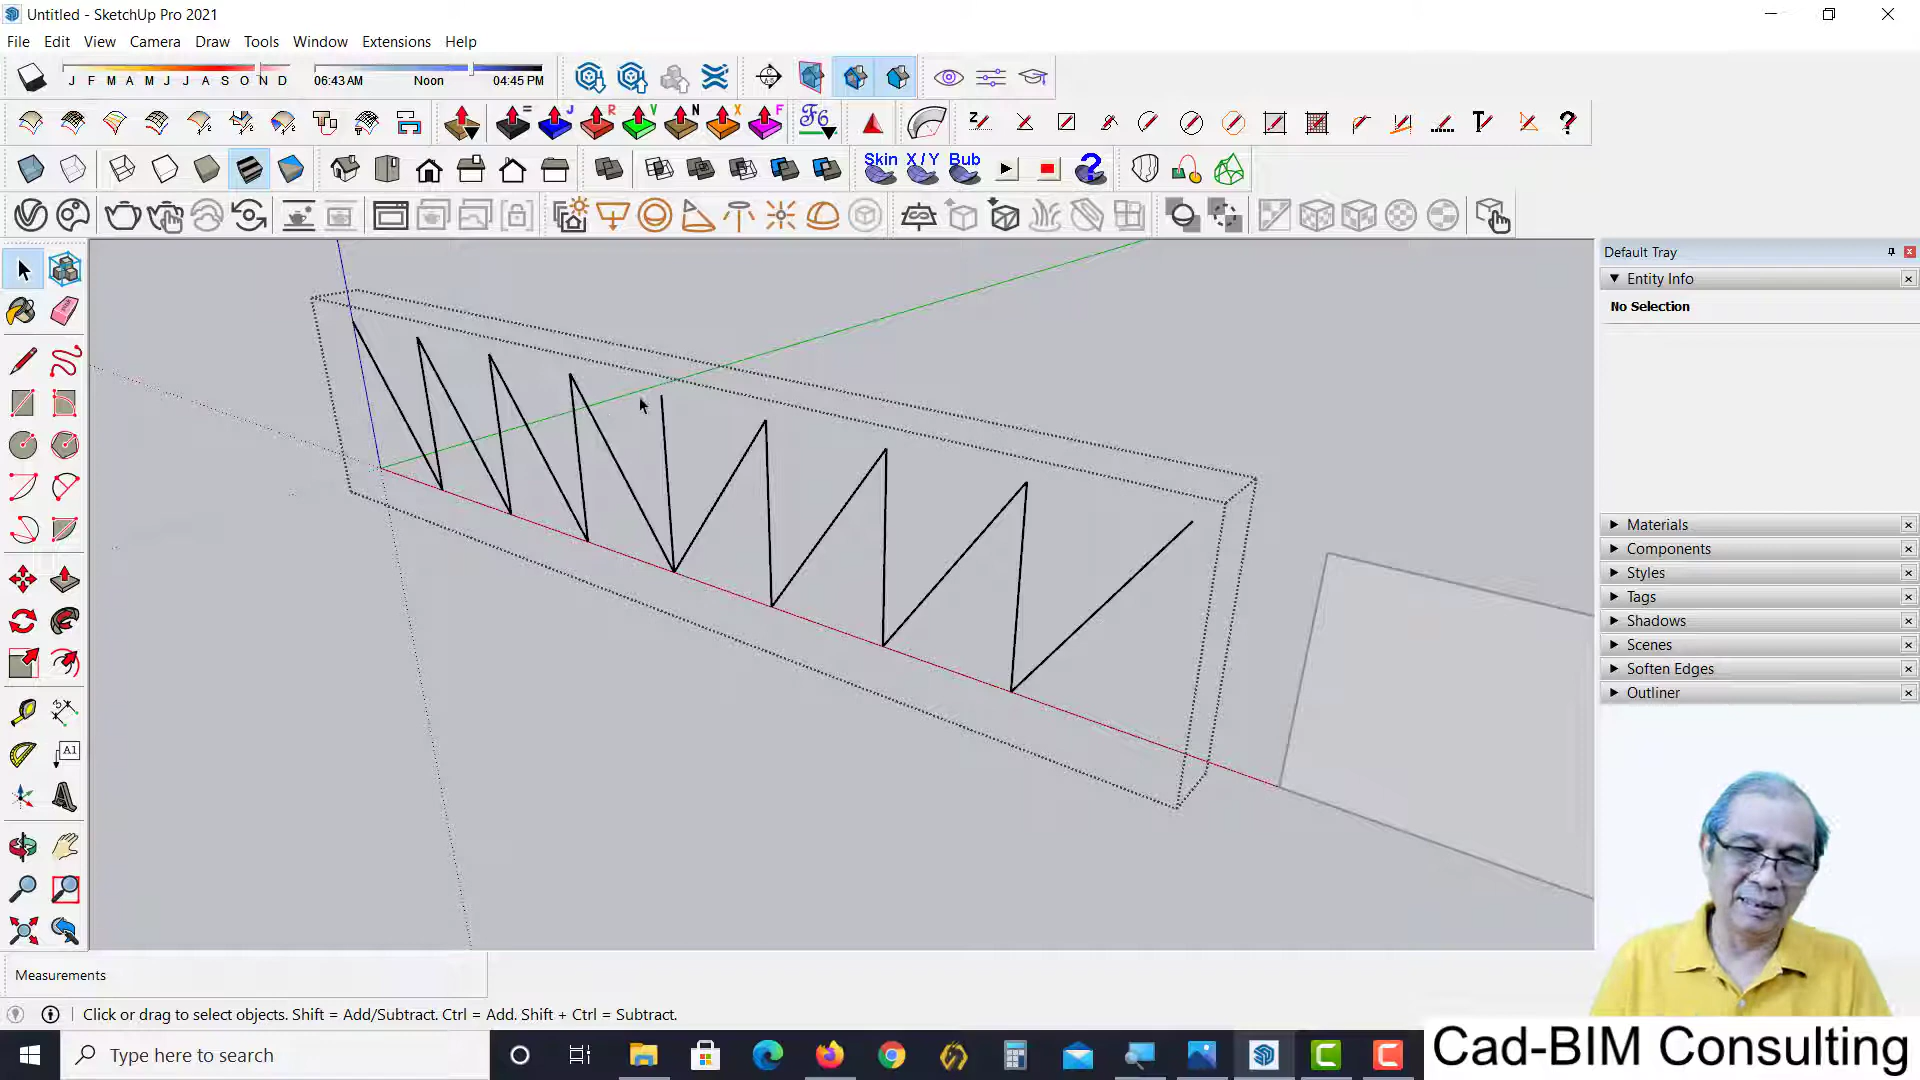 Untitled - SketchUp Pro 2021
File Edit View Camera Draw Tools Window Extensions Help
J F M A M J J A S O N D 06:43 AM Noon 04:45 PM
= J R V N X F F6
Skin X/Y Bub
Default Tray
Entity Info
No Selection
Materials
Components
Styles
Tags
Shadows
Scenes
Soften Edges
Outliner
A1
Measurements
Click or drag to select objects. Shift = Add/Subtract. Ctrl = Add. Shift + Ctrl = Subtract.
Type here to search
Cad-BIM Consulting